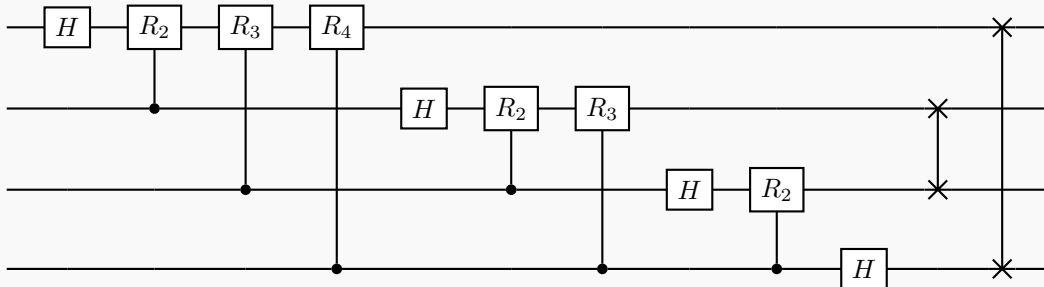 H R₂ R₃ R₄
H R₂ R₃
H R₂
H